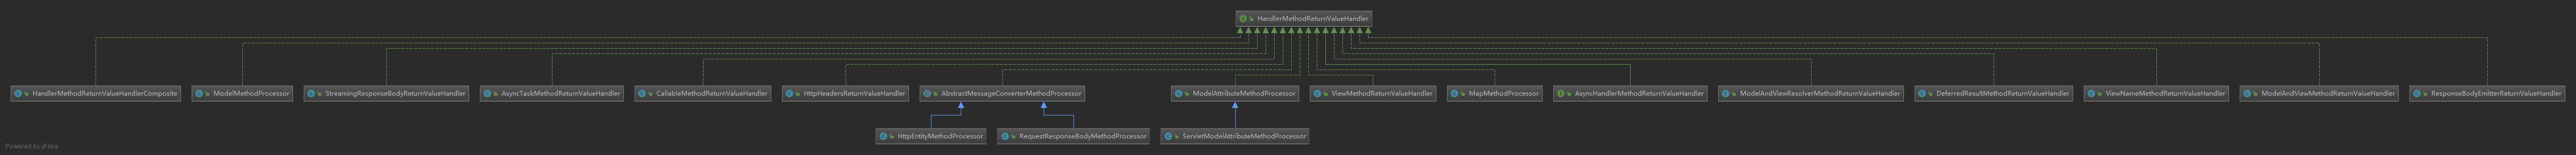 HandlerMethodReturnValueHandler
HandlerMethodReturnValueHandlerComposite
ModelMethodProcessor
StreamingResponseBodyReturnValueHandler
AsyncTaskMethodReturnValueHandler
CallableMethodReturnValueHandler
HttpHeadersReturnValueHandler
AbstractMessageConverterMethodProcessor
ModelAttributeMethodProcessor
ViewMethodReturnValueHandler
MapMethodProcessor
AsyncHandlerMethodReturnValueHandler
ModelAndViewResolverMethodReturnValueHandler
DeferredResultMethodReturnValueHandler
ViewNameMethodReturnValueHandler
ModelAndViewMethodReturnValueHandler
ResponseBodyEmitterReturnValueHandler
HttpEntityMethodProcessor
RequestResponseBodyMethodProcessor
ServletModelAttributeMethodProcessor
Powered by yFiles